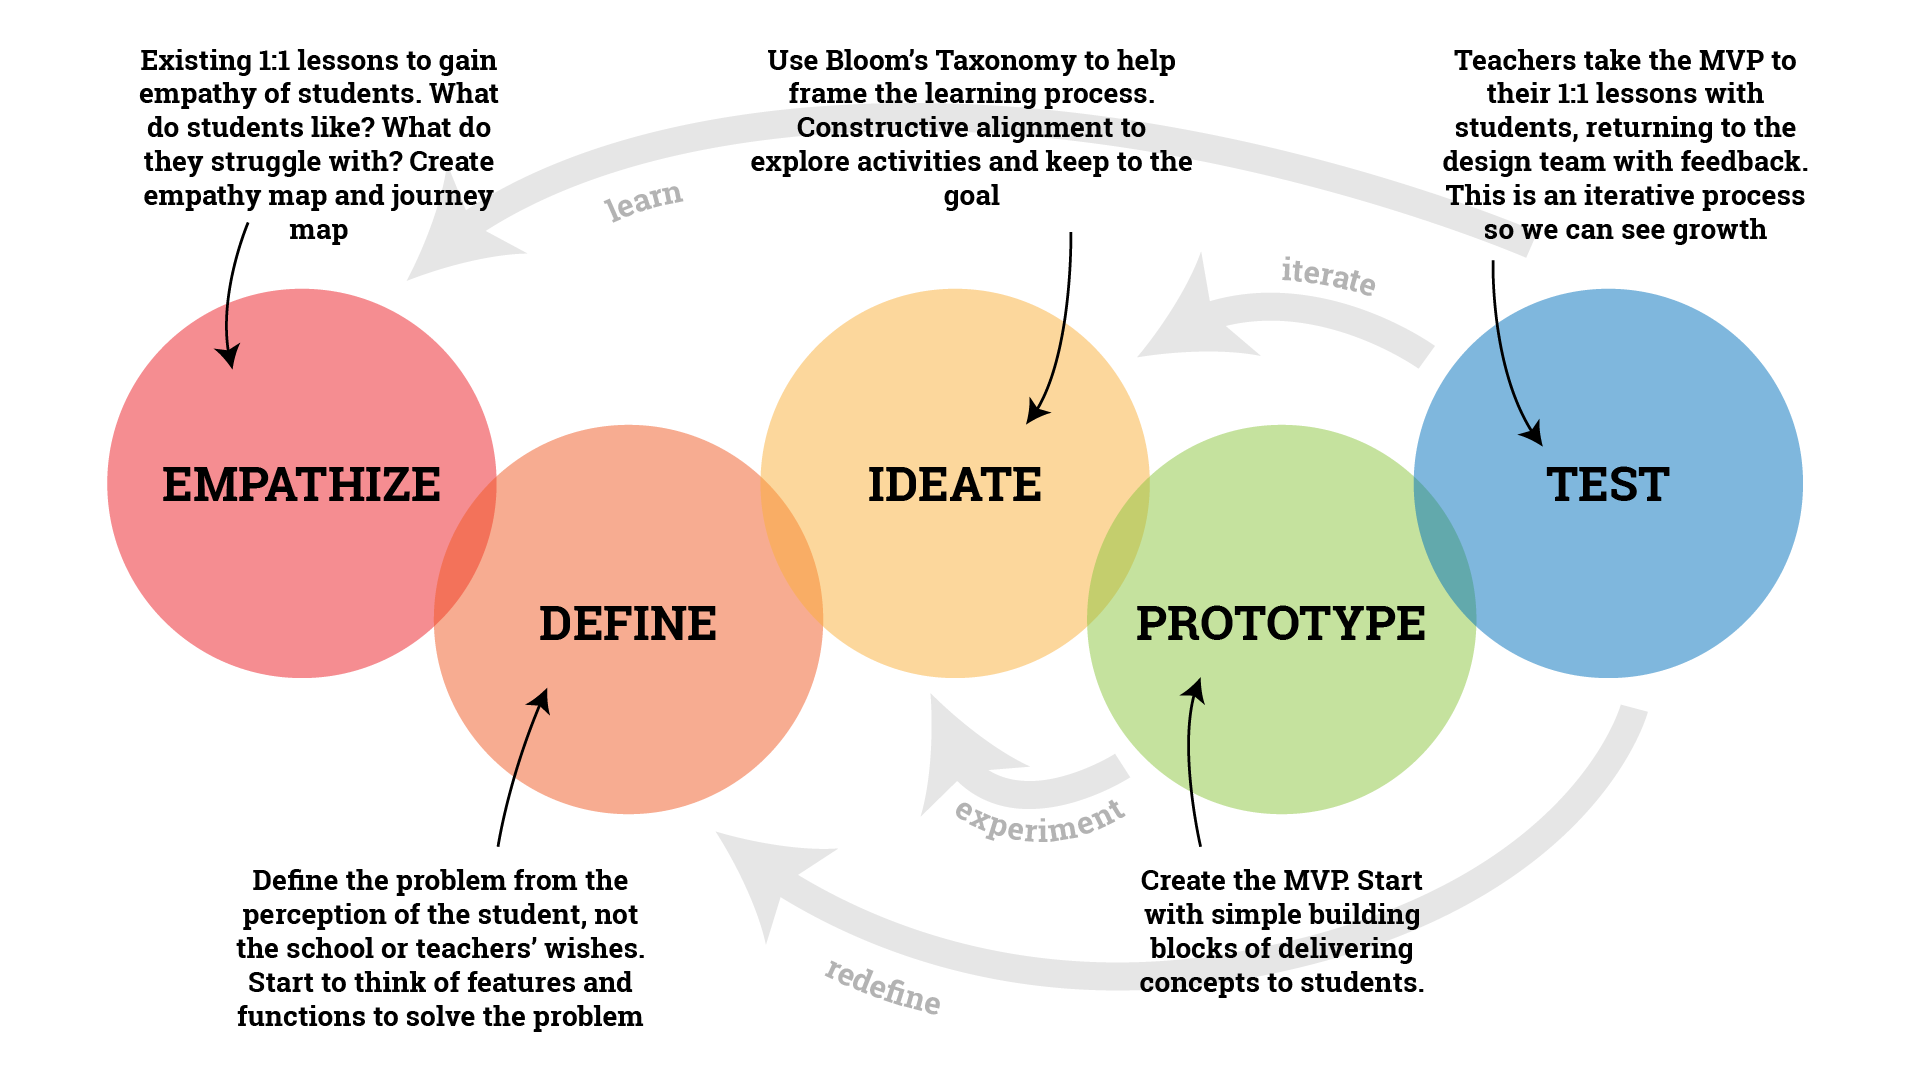 Existing 1:1 lessons to gain
empathy of students. What
do students like? What do
they struggle with? Create
empathy map and journey
map
Use Bloom's Taxonomy to help
frame the learning process.
Constructive alignment to
explore activities and keep to the
goal
Teachers take the MVP to
their 1:1 lessons with
students, returning to the
design team with feedback.
This is an iterative process
so we can see growth
learn
iterate
EMPATHIZE
IDEATE
TEST
DEFINE
PROTOTYPE
experiment
Define the problem from the
perception of the student, not
the school or teachers' wishes.
Start to think of features and
functions to solve the problem
redefine
Create the MVP. Start
with simple building
blocks of delivering
concepts to students.